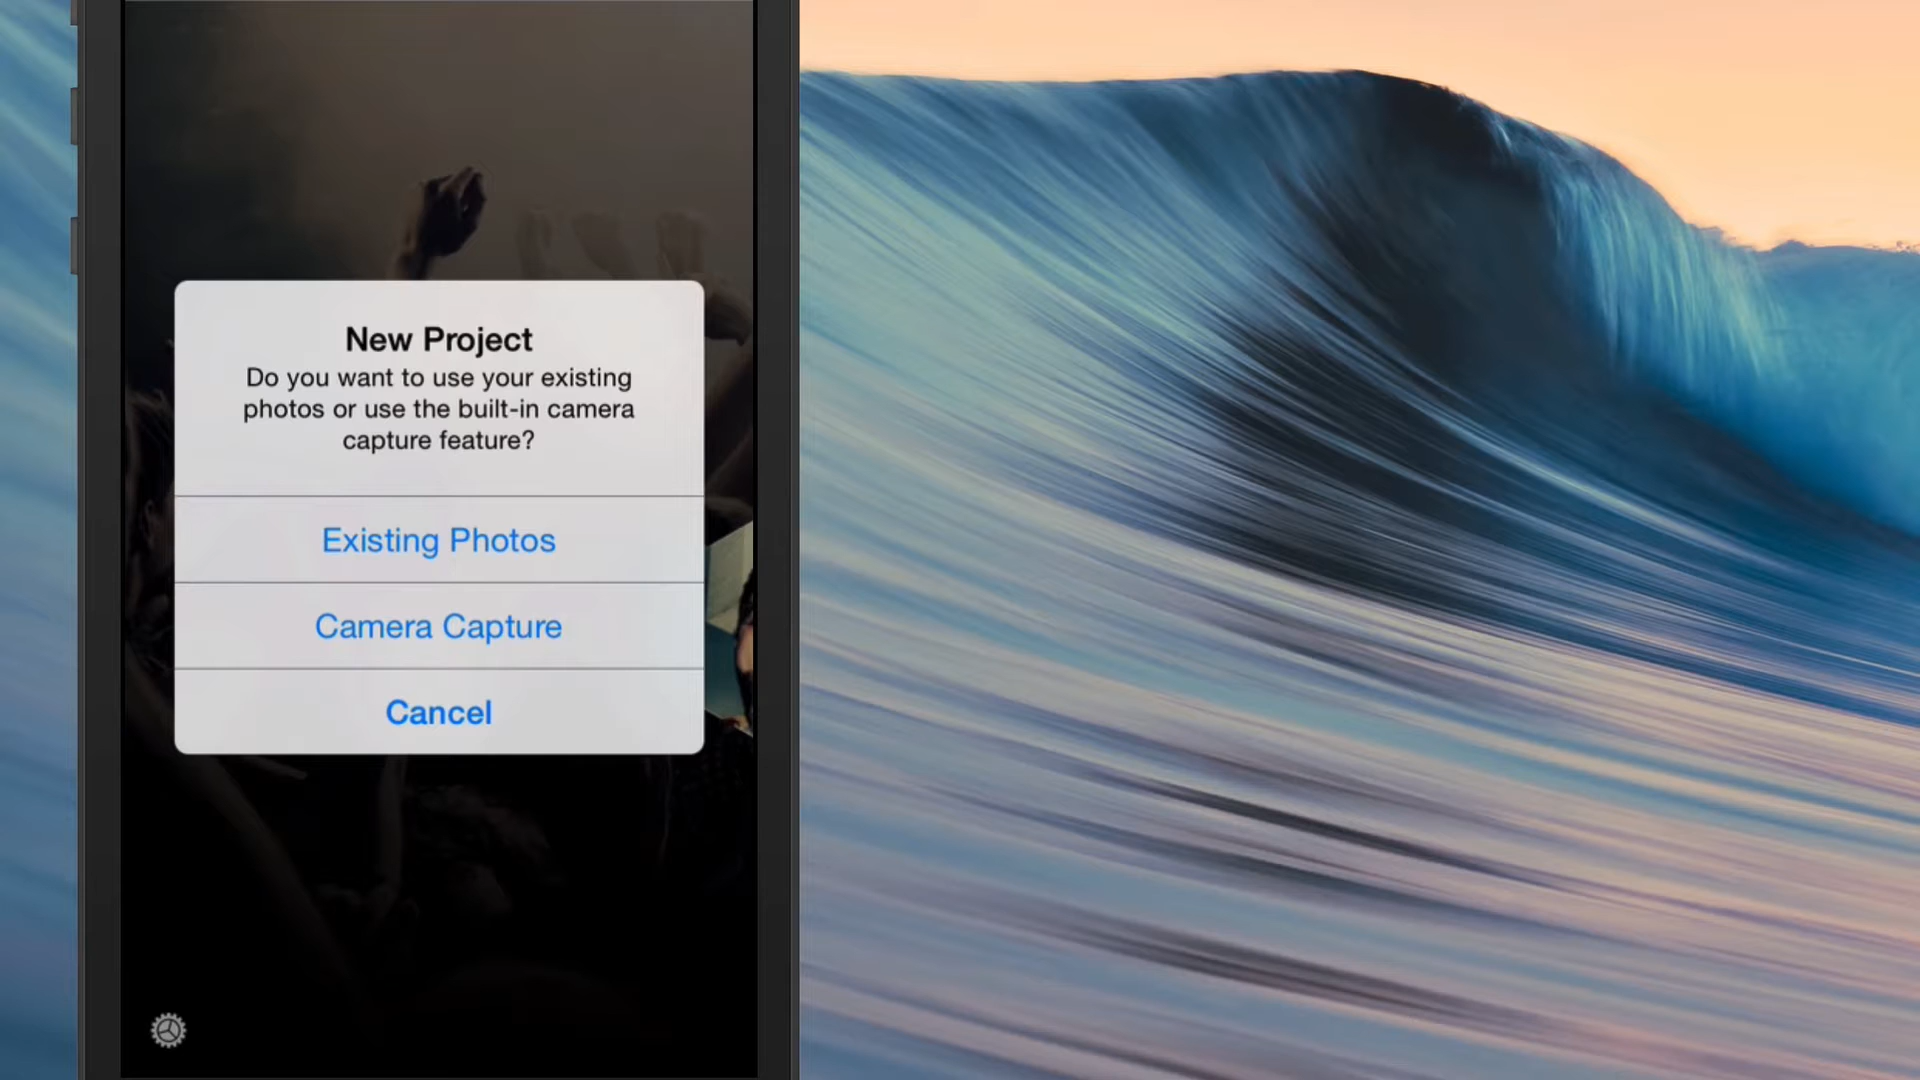 New Project
Do you want to use your existing
photos or use the built-in camera
capture feature?
Existing Photos
Camera Capture
Cancel